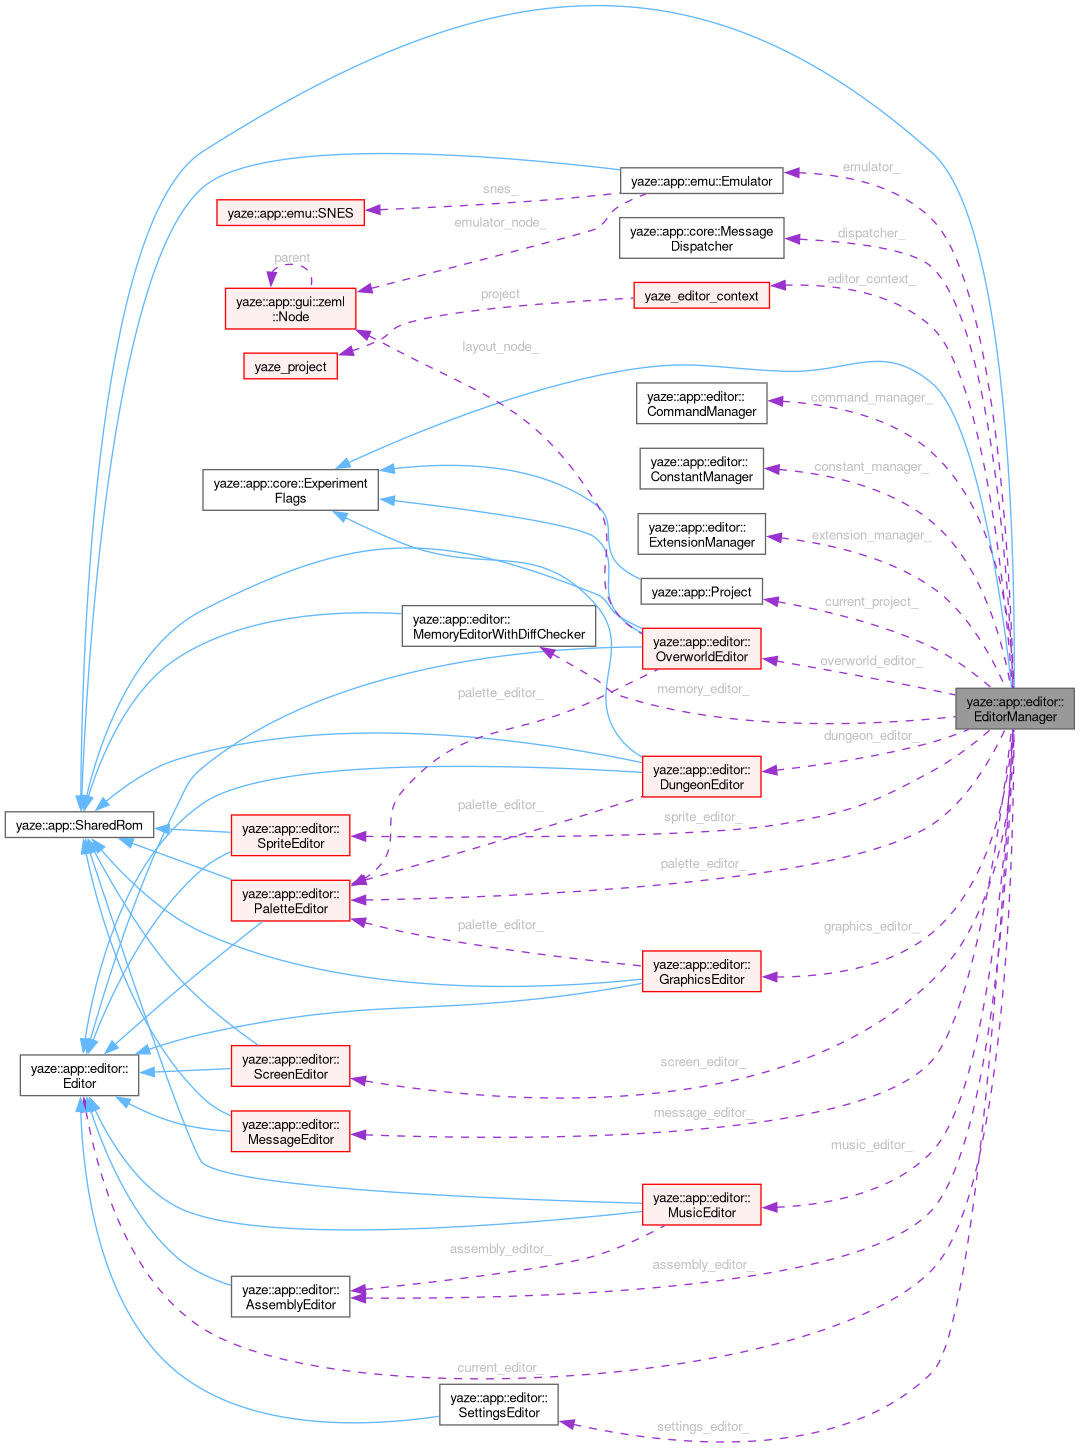 yaze::app::emu::Emulator
emulator_
snes_
yaze::app::emu::SNES
emulator_node_
yaze::app::core::Message
Dispatcher
dispatcher_
parent
yaze::app::gui::zeml
::Node
project
yaze_editor_context
editor_context_
layout_node_
yaze_project
yaze::app::editor::
CommandManager
command_manager_
yaze::app::core::Experiment
Flags
yaze::app::editor::
ConstantManager
constant_manager_
yaze::app::editor::
ExtensionManager
extension_manager_
yaze::app::Project
current_project_
yaze::app::editor::
MemoryEditorWithDiffChecker
yaze::app::editor::
OverworldEditor
overworld_editor_
palette_editor_
memory_editor_
yaze::app::editor::
EditorManager
dungeon_editor_
yaze::app::editor::
DungeonEditor
palette_editor_
sprite_editor_
yaze::app::SharedRom
yaze::app::editor::
SpriteEditor
palette_editor_
yaze::app::editor::
PaletteEditor
palette_editor_
graphics_editor_
yaze::app::editor::
GraphicsEditor
yaze::app::editor::
Editor
yaze::app::editor::
ScreenEditor
screen_editor_
yaze::app::editor::
MessageEditor
message_editor_
music_editor_
yaze::app::editor::
MusicEditor
assembly_editor_
assembly_editor_
yaze::app::editor::
AssemblyEditor
current_editor_
yaze::app::editor::
SettingsEditor
settings_editor_